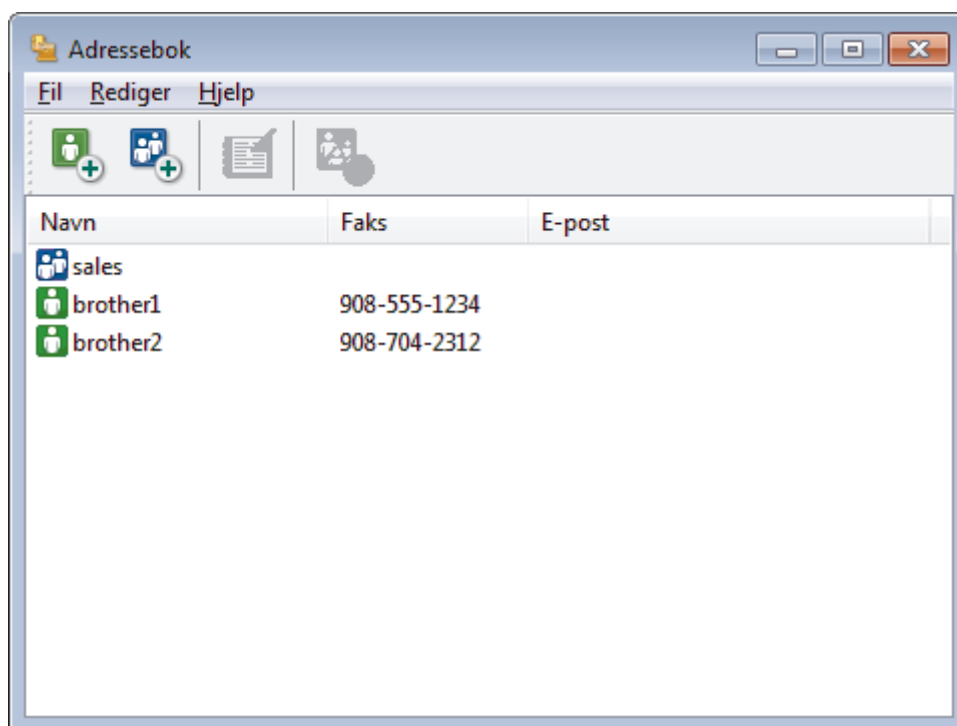 Adressebok
Fil Rediger Hjelp
Navn Faks E-post
sales
brother1 908-555-1234
brother2 908-704-2312